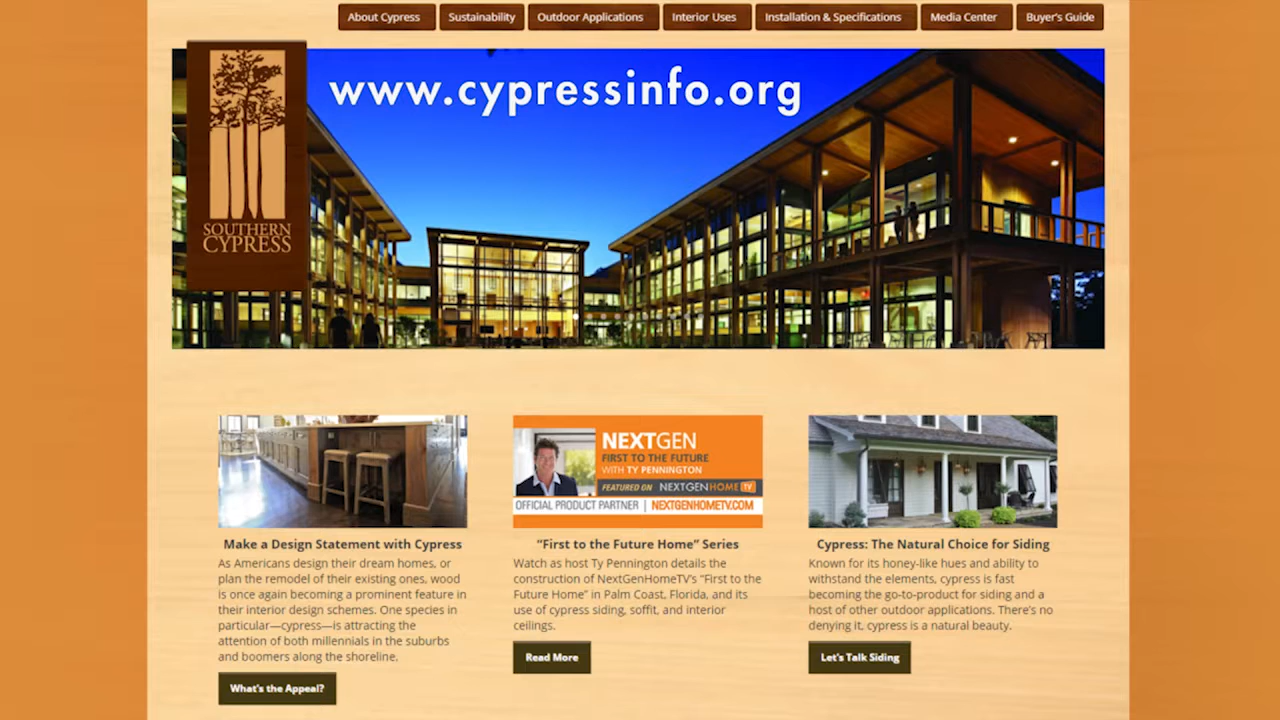 About Cypress
Sustainability
Outdoor Applications
Interior Uses
Installation & Specifications
Media Center
Buyer's Guide
www.cypressinfo.org
SOUTHERN
CYPRESS
NEXTGEN
FIRST TO THE FUTURE
WITH TY PENNINGTON
FEATURED ON NEXTGENHOME TV
OFFICIAL PRODUCT PARTNER | NEXTGENHOMETV.COM
Make a Design Statement with Cypress
As Americans design their dream homes, or
plan the remodel of their existing ones, wood
is once again becoming a prominent feature in
their interior design schemes. One species in
particular—cypress—is attracting the
attention of both millennials in the suburbs
and boomers along the shoreline.
What's the Appeal?
“First to the Future Home” Series
Watch as host Ty Pennington details the
construction of NextGenHomeTV's “First to the
Future Home” in Palm Coast, Florida, and its
use of cypress siding, soffit, and interior
ceilings.
Read More
Cypress: The Natural Choice for Siding
Known for its honey-like hues and ability to
withstand the elements, cypress is fast
becoming the go-to-product for siding and a
host of other outdoor applications. There's no
denying it, cypress is a natural beauty.
Let's Talk Siding